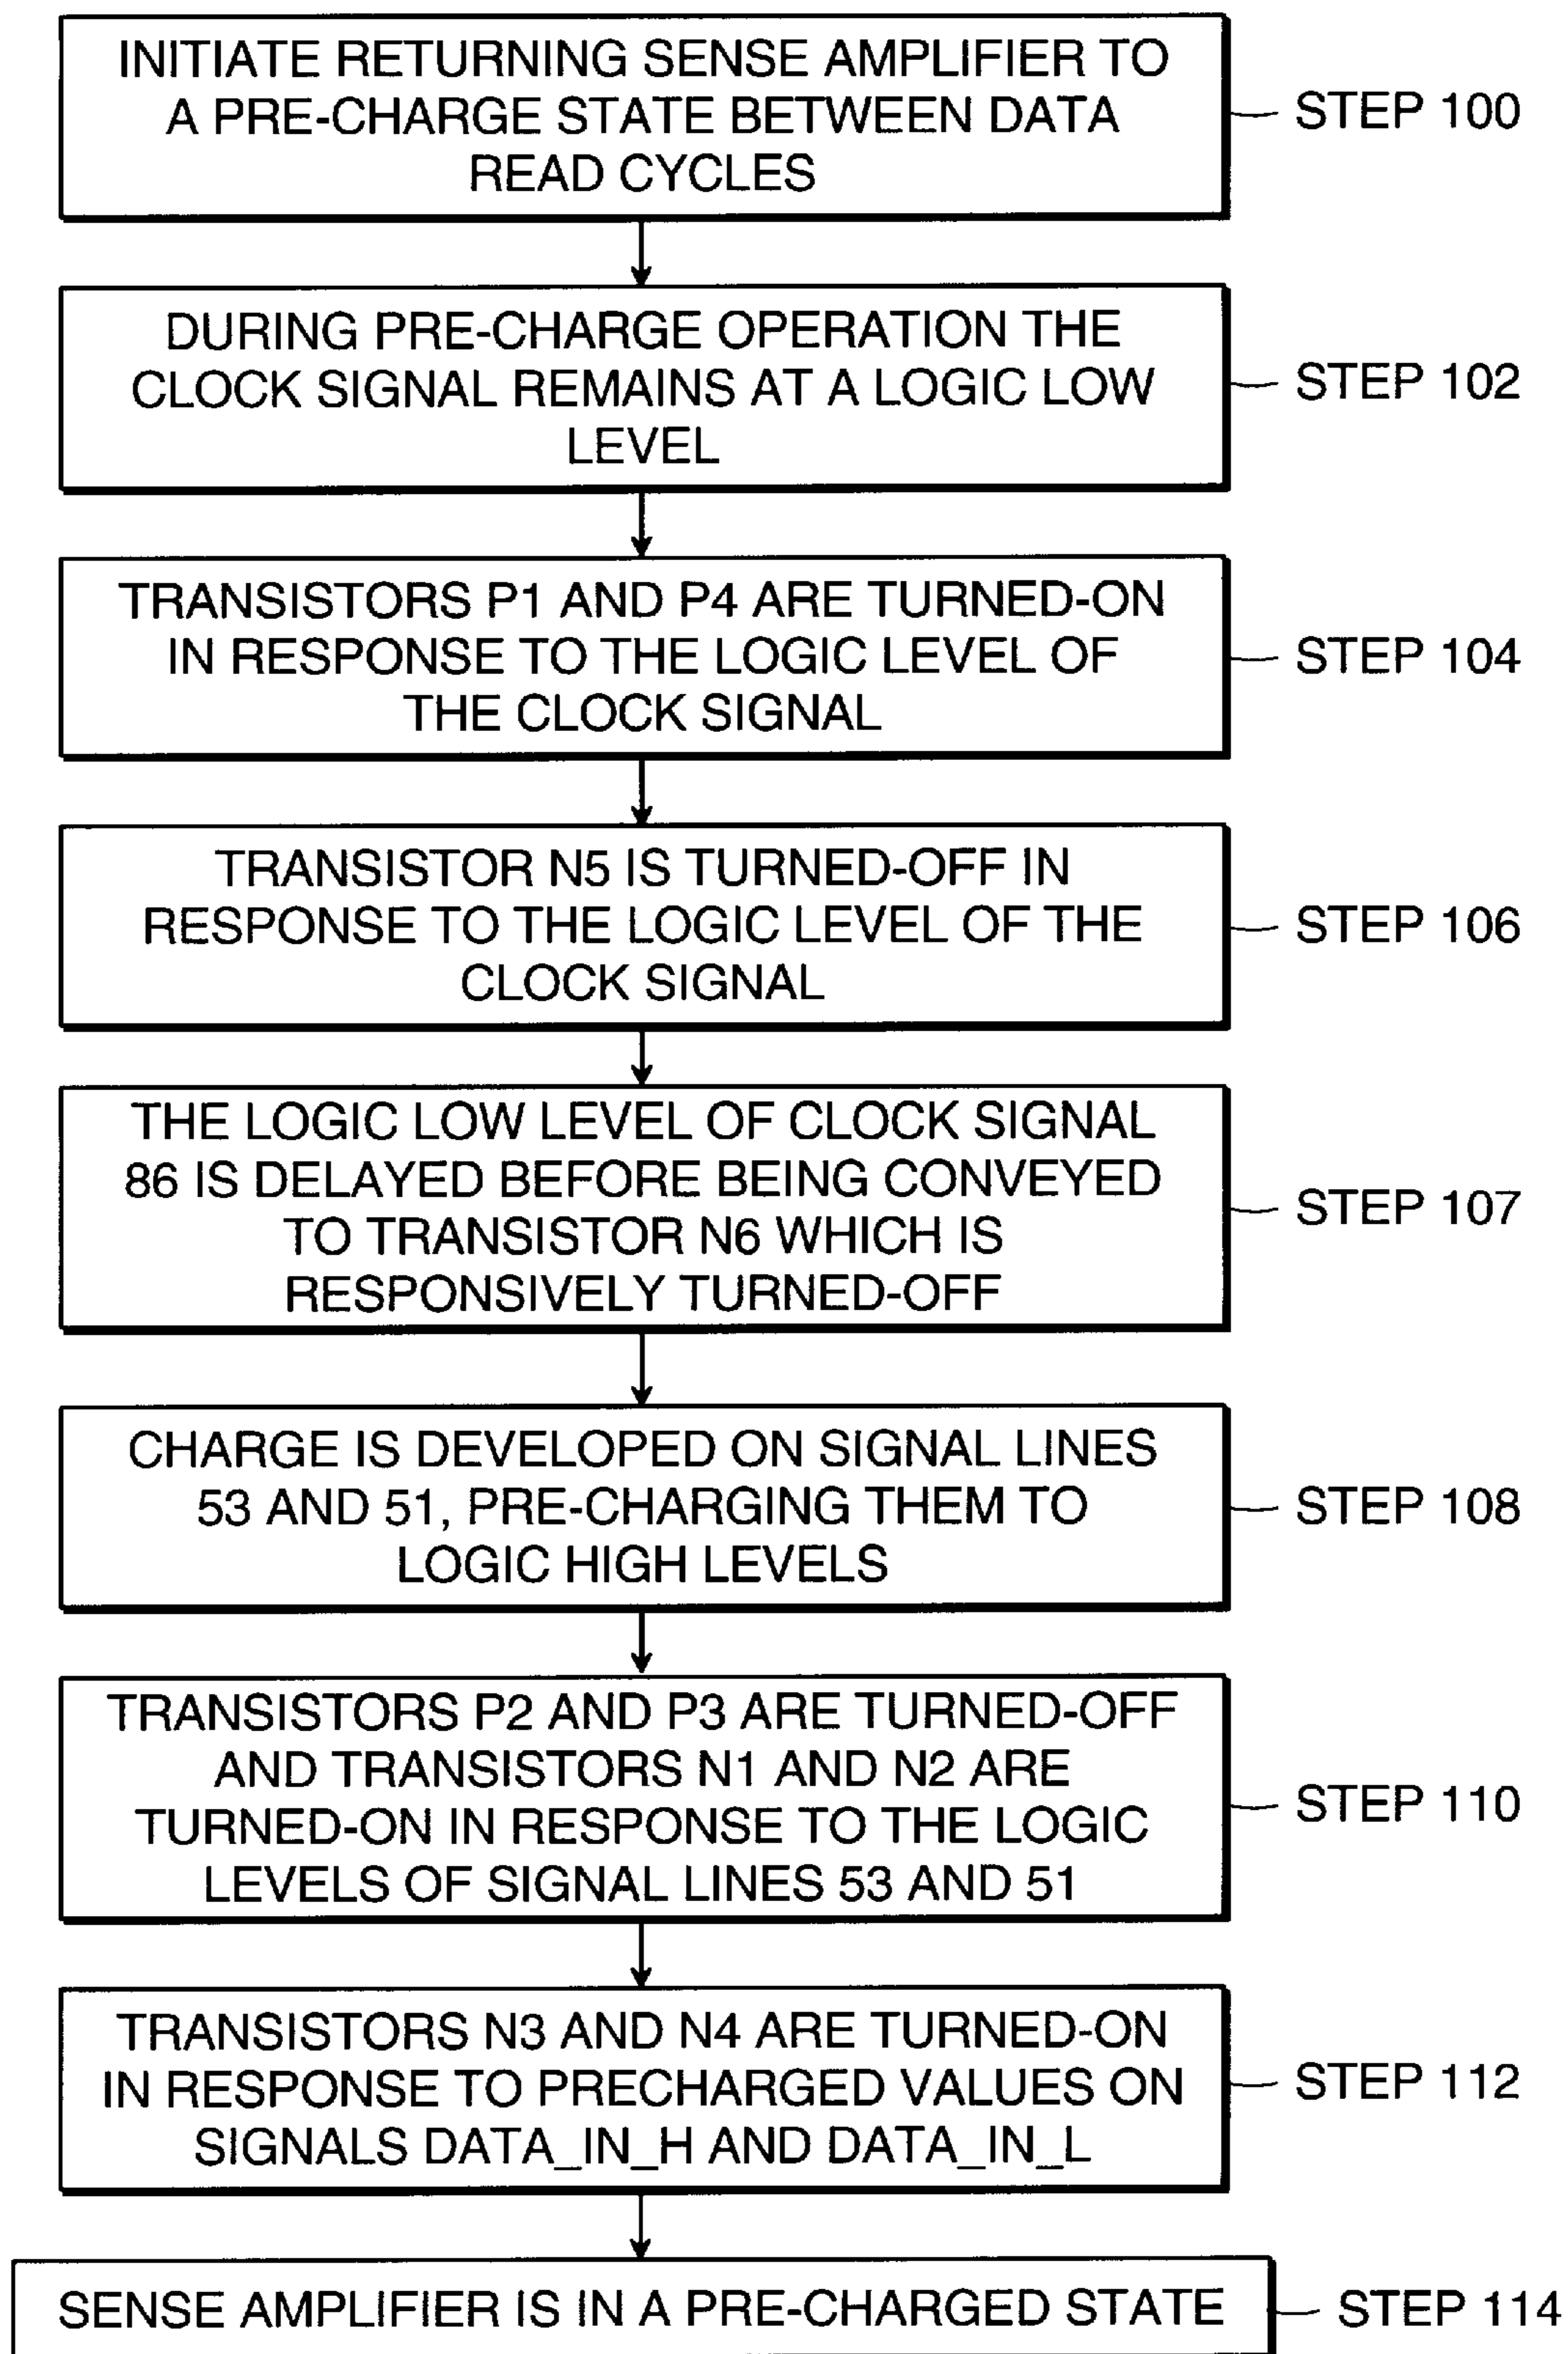 INITIATE RETURNING SENSE AMPLIFIER TO
A PRE-CHARGE STATE BETWEEN DATA
READ CYCLES
STEP 100
DURING PRE-CHARGE OPERATION THE
CLOCK SIGNAL REMAINS AT A LOGIC LOW
LEVEL
STEP 102
TRANSISTORS P1 AND P4 ARE TURNED-ON
IN RESPONSE TO THE LOGIC LEVEL OF
THE CLOCK SIGNAL
STEP 104
TRANSISTOR N5 IS TURNED-OFF IN
RESPONSE TO THE LOGIC LEVEL OF THE
CLOCK SIGNAL
STEP 106
THE LOGIC LOW LEVEL OF CLOCK SIGNAL
86 IS DELAYED BEFORE BEING CONVEYED
TO TRANSISTOR N6 WHICH IS
RESPONSIVELY TURNED-OFF
STEP 107
CHARGE IS DEVELOPED ON SIGNAL LINES
53 AND 51, PRE-CHARGING THEM TO
LOGIC HIGH LEVELS
STEP 108
TRANSISTORS P2 AND P3 ARE TURNED-OFF
AND TRANSISTORS N1 AND N2 ARE
TURNED-ON IN RESPONSE TO THE LOGIC
LEVELS OF SIGNAL LINES 53 AND 51
STEP 110
TRANSISTORS N3 AND N4 ARE TURNED-ON
IN RESPONSE TO PRECHARGED VALUES ON
SIGNALS DATA_IN_H AND DATA_IN_L
STEP 112
SENSE AMPLIFIER IS IN A PRE-CHARGED STATE
STEP 114